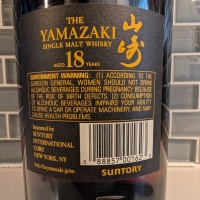 THE
YAMAZAKI
SINGLE MALT WHISKY
山崎
AGED 18 YEARS
GOVERNMENT WARNING: (1) ACCORDING TO THE
SURGEON GENERAL, WOMEN SHOULD NOT DRINK
ALCOHOLIC BEVERAGES DURING PREGNANCY BECAUSE
OF THE RISK OF BIRTH DEFECTS. (2) CONSUMPTION
OF ALCOHOLIC BEVERAGES IMPAIRS YOUR ABILITY
TO DRIVE A CAR OR OPERATE MACHINERY, AND MAY
CAUSE HEALTH PROBLEMS.
Imported by
SUNTORY
INTERNATIONAL
CORP.
NEW YORK, NY
SUNTORY